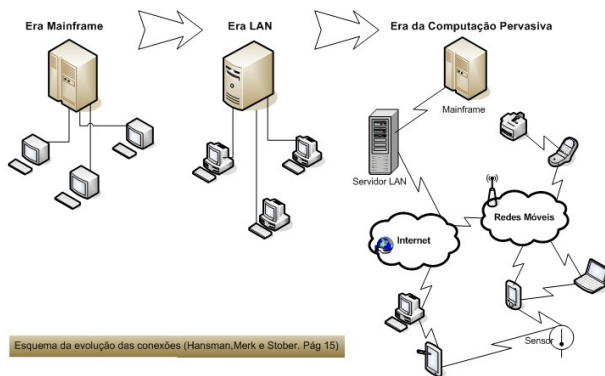 Era Mainframe
Era LAN
Era da Computação Pervasiva
Mainframe
Servidor LAN
Internet
Redes Móveis
Sensor
Esquema da evolução das conexões (Hansman,Merk e Stober. Pág 15)